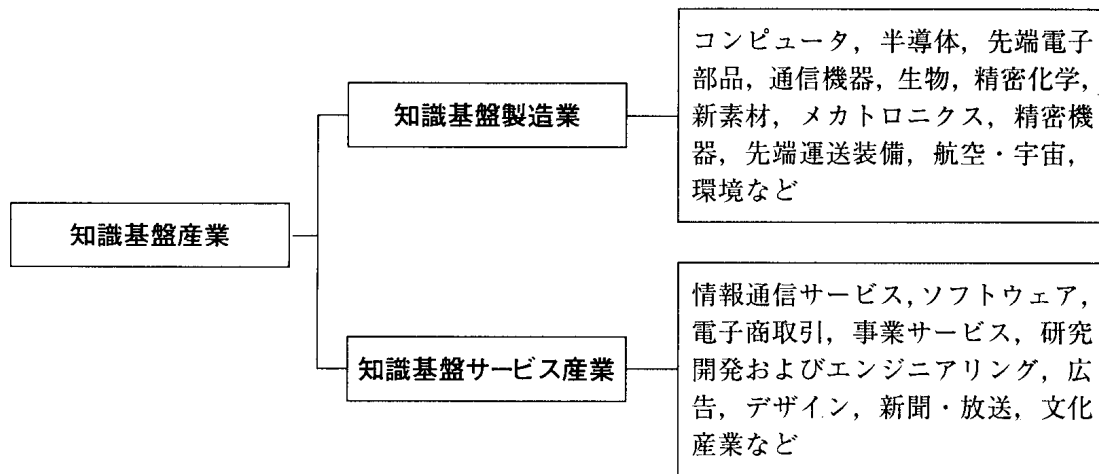 知識基盤産業
知識基盤製造業
コンピュータ，半導体，先端電子
部品，通信機器，生物，精密化学，
新素材，メカトロニクス，精密機
器，先端運送装備，航空・宇宙，
環境など
知識基盤サービス産業
情報通信サービス，ソフトウェア，
電子商取引，事業サービス，研究
開発およびエンジニアリング，広
告，デザイン，新聞・放送，文化
産業など